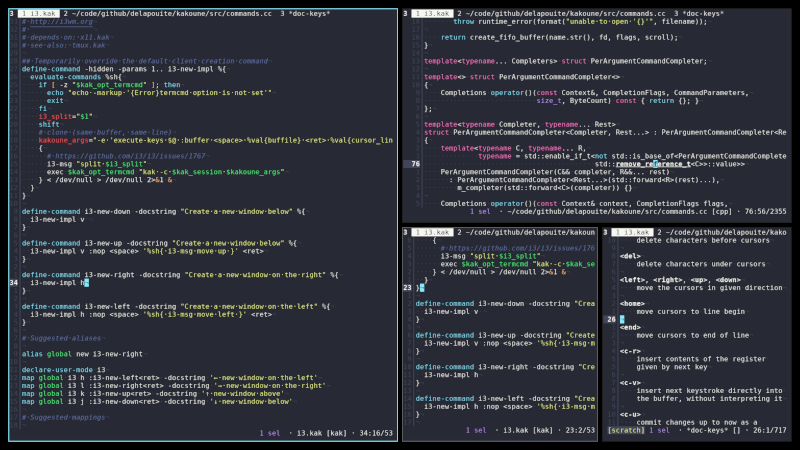 3 1 i3.kak 2 ~/code/github/delapouite/kakoune/src/commands.cc 3 *doc-keys*
# http://i3wm.org
#
# depends on: x11.kak
# see also: tmux.kak
## Temporarily override the default client creation command
define-command -hidden -params 1.. i3-new-impl %{
evaluate-commands %sh{
if [ -z "$kak_opt_termcmd" ]; then
echo "echo -markup '{Error}termcmd option is not set'"
exit
fi
i3_split="$1"
shift
# clone (same buffer, same line)
kakoune_args="-e 'execute-keys $@ :buffer <space> %val{buffile} <ret> %val{cursor_lin
{
# https://github.com/i3/i3/issues/1767
i3-msg "split $i3_split"
exec $kak_opt_termcmd "kak -c $kak_session $kakoune_args"
} < /dev/null > /dev/null 2>&1 &
}
}
define-command i3-new-down -docstring "Create a new window below" %{
i3-new-impl v
}
define-command i3-new-up -docstring "Create a new window below" %{
i3-new-impl v :nop <space> '%sh{ i3-msg move up }' <ret>
}
define-command i3-new-right -docstring "Create a new window on the right" %{
34 i3-new-impl h
}
define-command i3-new-left -docstring "Create a new window on the left" %{
i3-new-impl h :nop <space> '%sh{ i3-msg move left }' <ret>
}
# Suggested aliases
alias global new i3-new-right
declare-user-mode i3
map global i3 h :i3-new-left<ret> -docstring '← new window on the left'
map global i3 l :i3-new-right<ret> -docstring '→ new window on the right'
map global i3 k :i3-new-up<ret> -docstring '↑ new window above'
map global i3 j :i3-new-down<ret> -docstring '↓ new window below'
# Suggested mappings
1 sel · i3.kak [kak] · 34:16/53
3 1 i3.kak 2 ~/code/github/delapouite/kakoune/src/commands.cc 3 *doc-keys*
throw runtime_error(format("unable to open '{}'", filename));
return create_fifo_buffer(name.str(), fd, flags, scroll);
}
template<typename... Completers> struct PerArgumentCommandCompleter;
template<> struct PerArgumentCommandCompleter<>
{
Completions operator()(const Context&, CompletionFlags, CommandParameters,
size_t, ByteCount) const { return {}; }
};
template<typename Completer, typename... Rest>
struct PerArgumentCommandCompleter<Completer, Rest...> : PerArgumentCommandCompleter<Re
{
template<typename C, typename... R,
typename = std::enable_if_t<not std::is_base_of<PerArgumentCommandComplete
76 std::remove_reference_t<C>>::value>>
PerArgumentCommandCompleter(C&& completer, R&&... rest)
: PerArgumentCommandCompleter<Rest...>(std::forward<R>(rest)...),
m_completer(std::forward<C>(completer)) {}
Completions operator()(const Context& context, CompletionFlags flags,
1 sel · ~/code/github/delapouite/kakoune/src/commands.cc [cpp] · 76:56/2355
3 1 i3.kak 2 ~/code/github/delapouite/kakoun
{
# https://github.com/i3/i3/issues/176
i3-msg "split $i3_split"
exec $kak_opt_termcmd "kak -c $kak_se
} < /dev/null > /dev/null 2>&1 &
}
23 }
define-command i3-new-down -docstring "Crea
i3-new-impl v
}
define-command i3-new-up -docstring "Create
i3-new-impl v :nop <space> '%sh{ i3-msg m
}
define-command i3-new-right -docstring "Cre
i3-new-impl h
}
define-command i3-new-left -docstring "Crea
i3-new-impl h :nop <space> '%sh{ i3-msg m
}
1 sel · i3.kak [kak] · 23:2/53
3 1 i3.kak 2 ~/code/github/delapouite/kako
delete characters before cursors
<del>
delete characters under cursors
<left>, <right>, <up>, <down>
move the cursors in given direction
<home>
move cursors to line begin
26
<end>
move cursors to end of line
<c-r>
insert contents of the register
given by next key
<c-v>
insert next keystroke directly into
the buffer, without interpreting it
<c-u>
commit changes up to now as a
[scratch] 1 sel · *doc-keys* [] · 26:1/717